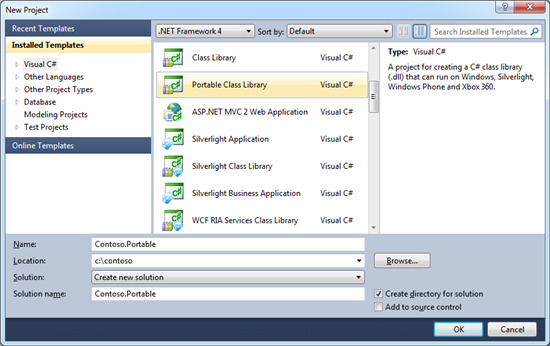 New Project
Recent Templates
.NET Framework 4 Sort by: Default Search Installed Templates
Installed Templates
Visual C#
Other Languages
Other Project Types
Database
Modeling Projects
Test Projects
Online Templates
Class Library Visual C#
Portable Class Library Visual C#
ASP.NET MVC 2 Web Application Visual C#
Silverlight Application Visual C#
Silverlight Class Library Visual C#
Silverlight Business Application Visual C#
WCF RIA Services Class Library Visual C#
Type: Visual C#
A project for creating a C# class library
(.dll) that can run on Windows, Silverlight,
Windows Phone and Xbox 360.
Name: Contoso.Portable
Location: c:\contoso Browse...
Solution: Create new solution
Solution name: Contoso.Portable Create directory for solution
Add to source control
OK Cancel